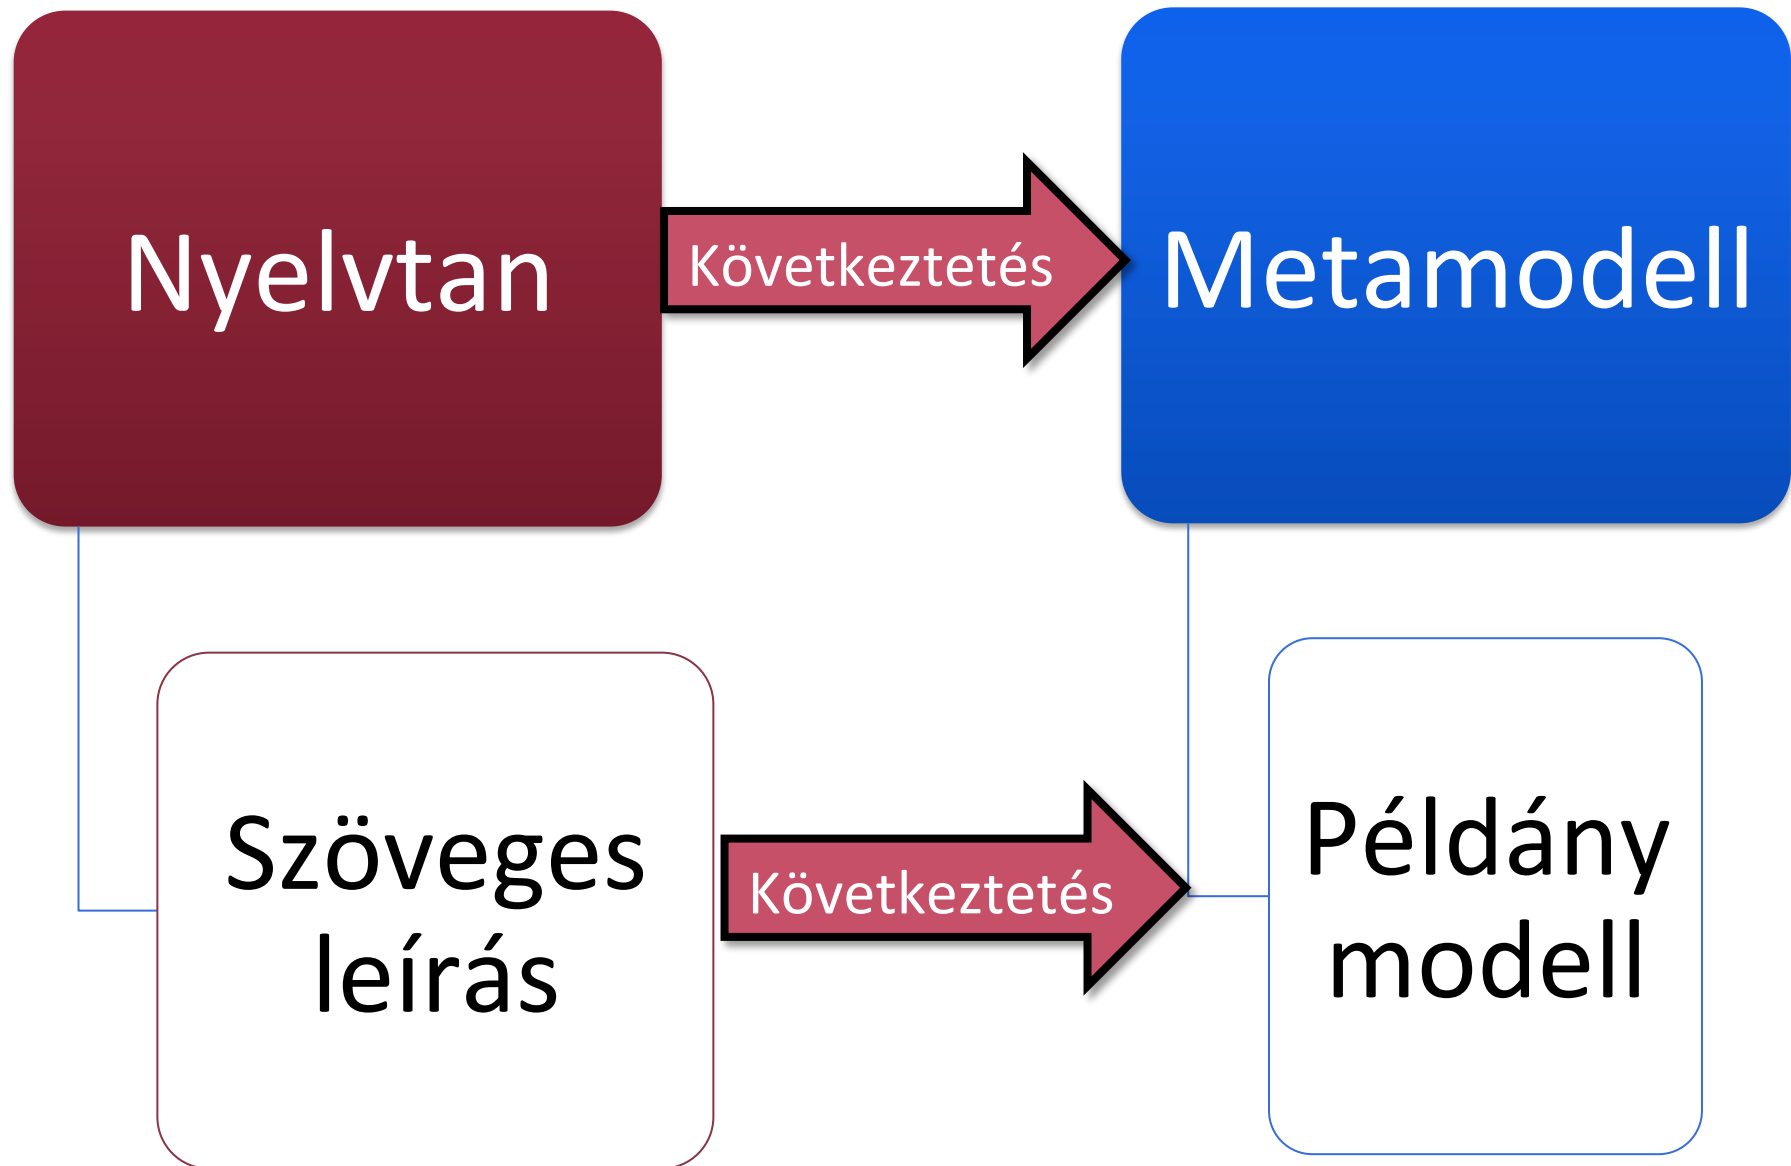 Nyelvtan
Következtetés
Metamodell
Szöveges
leírás
Következtetés
Példány
modell